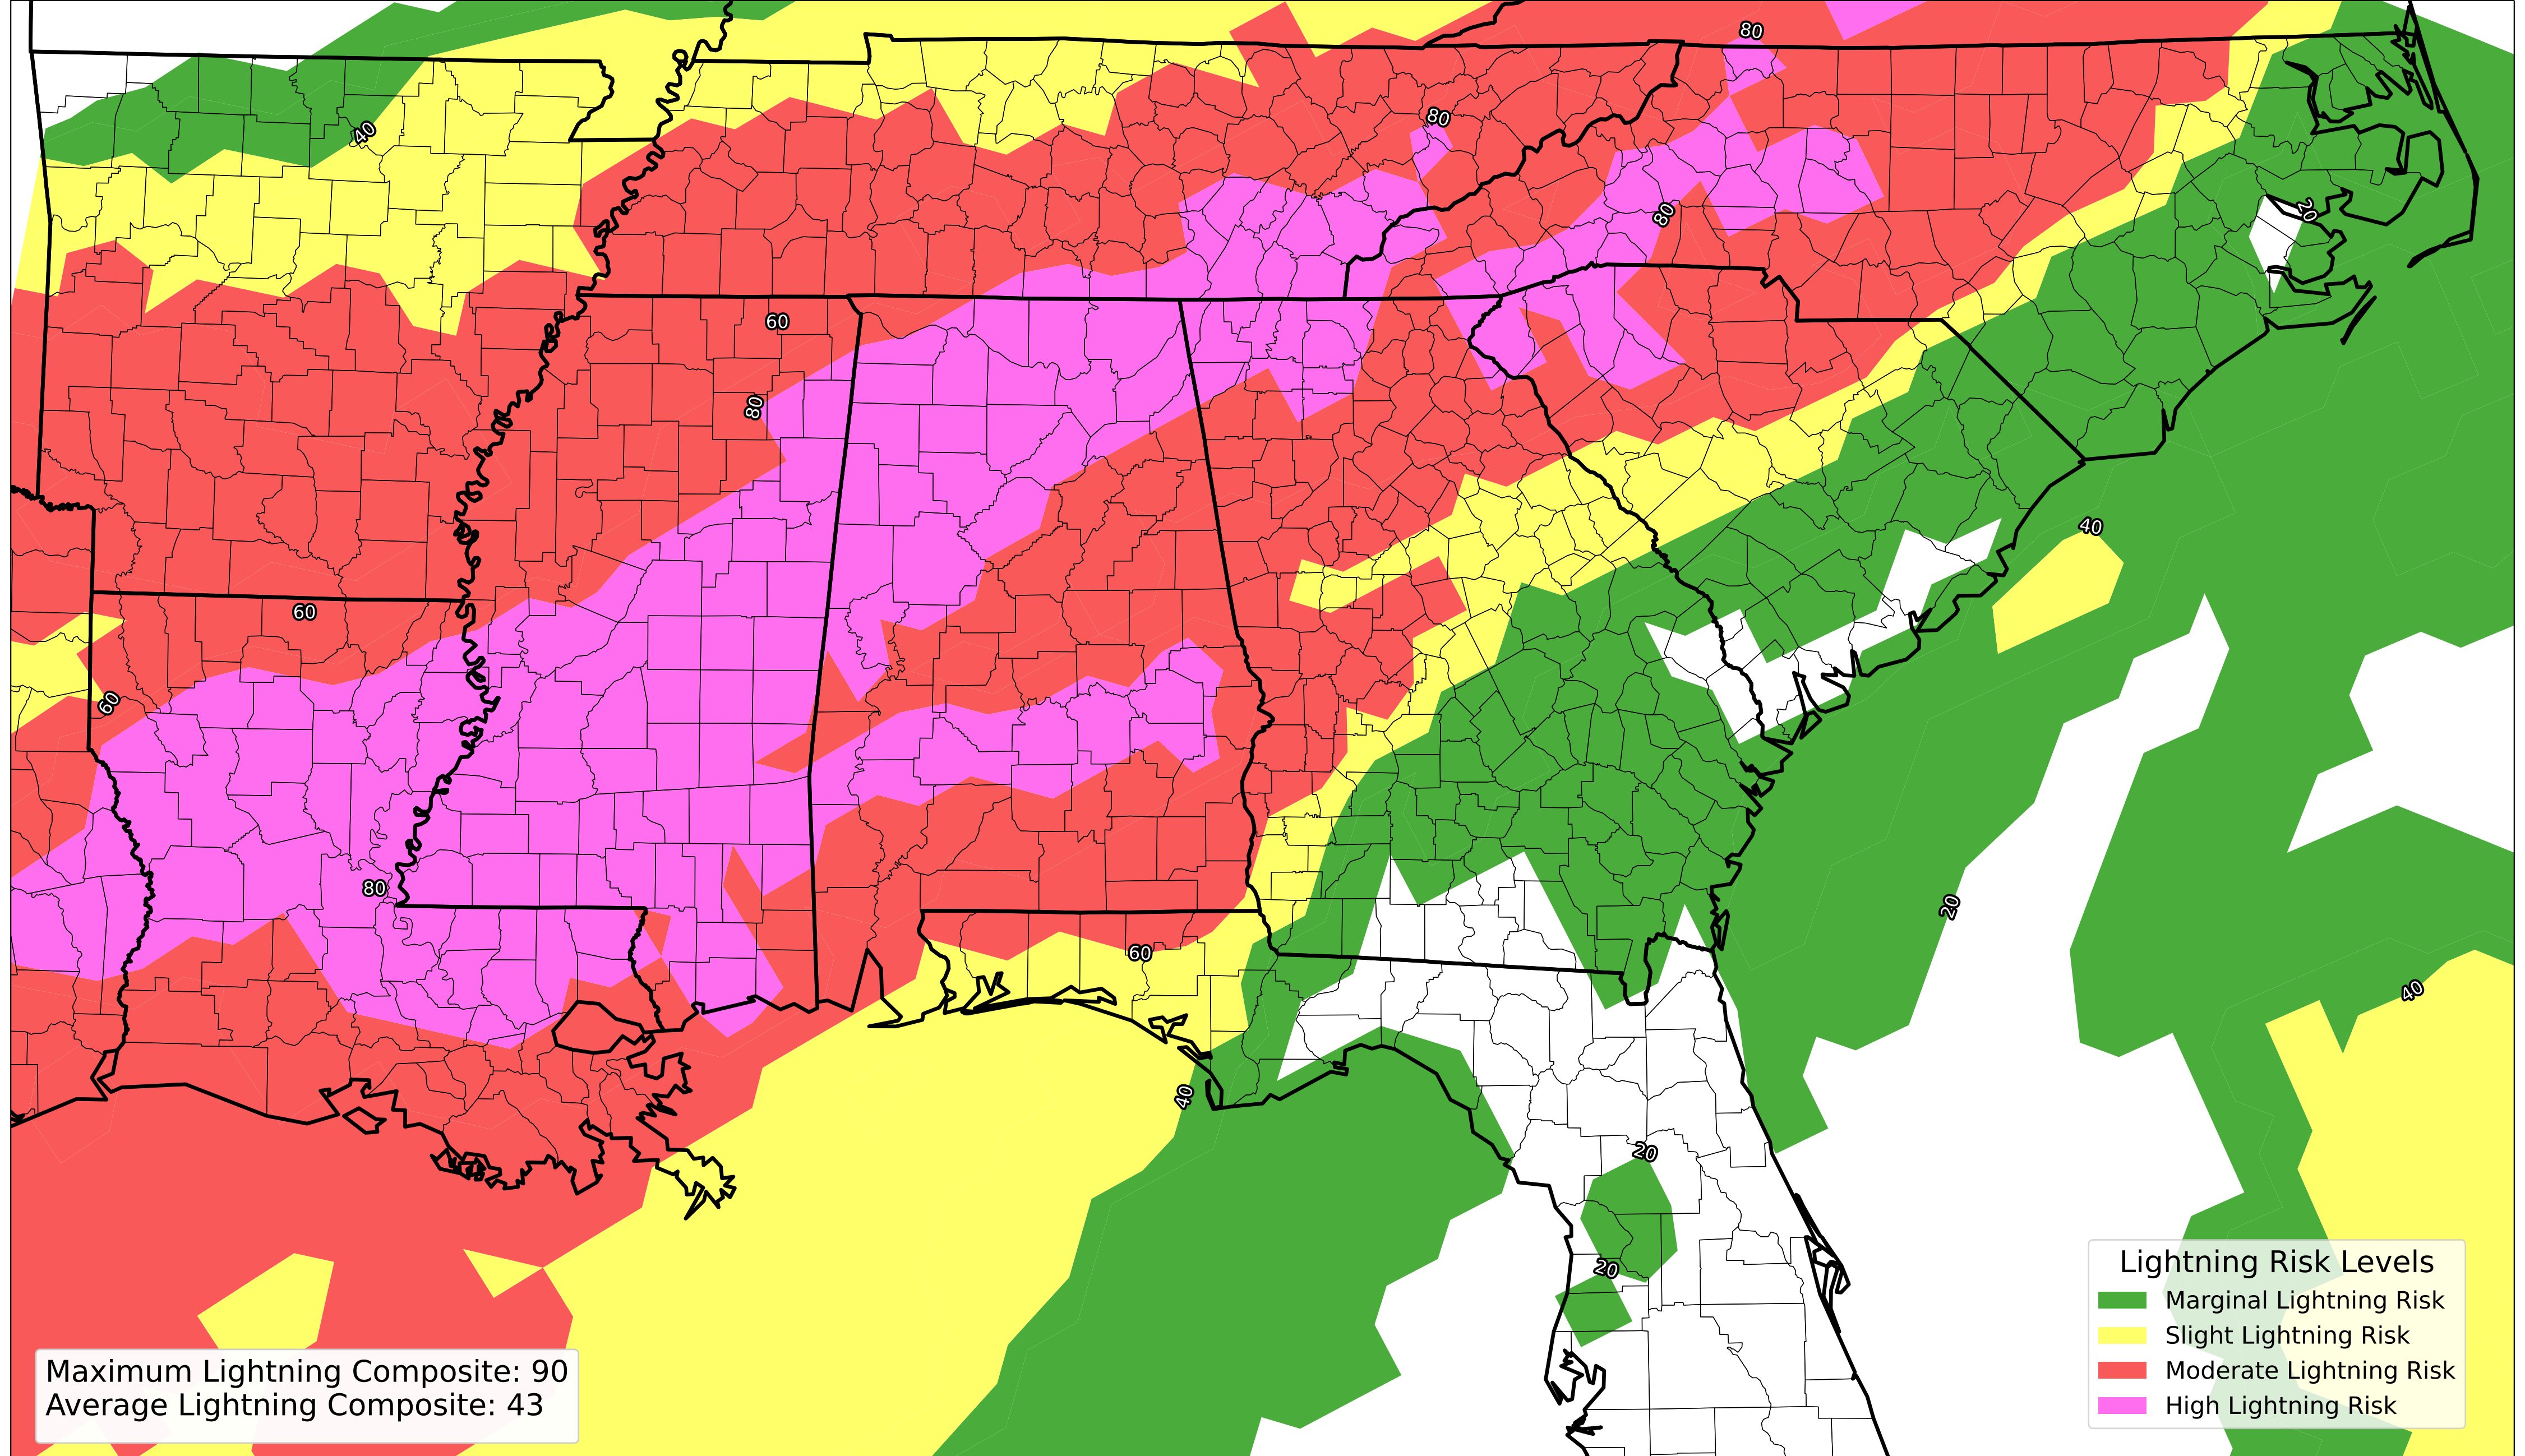 80
80
40
20
80
60
80
40
60
60
80
20
60
40
40
20
20
Lightning Risk Levels
Marginal Lightning Risk
Slight Lightning Risk
Moderate Lightning Risk
High Lightning Risk
Maximum Lightning Composite: 90
Average Lightning Composite: 43